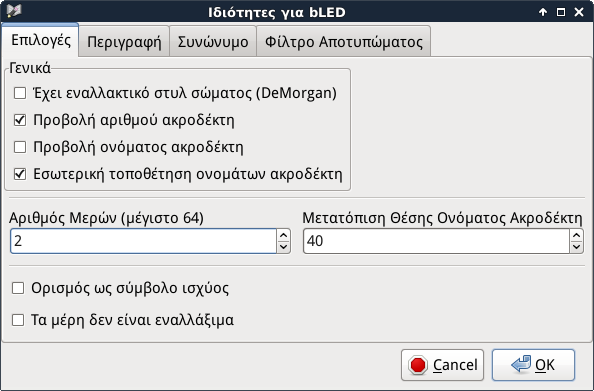 Ιδιότητες για bLED
Επιλογές Περιγραφή Συνώνυμο Φίλτρο Αποτυπώματος
Γενικά
Έχει εναλλακτικό στυλ σώματος (DeMorgan)
Προβολή αριθμού ακροδέκτη
Προβολή ονόματος ακροδέκτη
Εσωτερική τοποθέτηση ονομάτων ακροδέκτη
Αριθμός Μερών (μέγιστο 64) Μετατόπιση Θέσης Ονόματος Ακροδέκτη
2 40
Ορισμός ως σύμβολο ισχύος
Τα μέρη δεν είναι εναλλάξιμα
Cancel OK